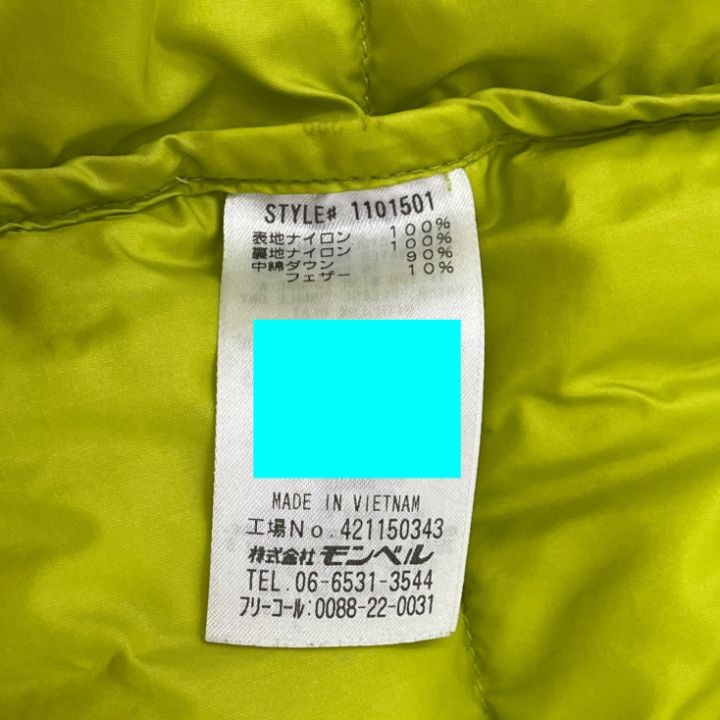 STYLE# 1101501
表地ナイロン 100%
裏地ナイロン 100%
中綿ダウン 90%
フェザー 10%
MADE IN VIETNAM
工場No.421150343
株式会社モンベル
TEL.06-6531-3544
フリーコール:0088-22-0031